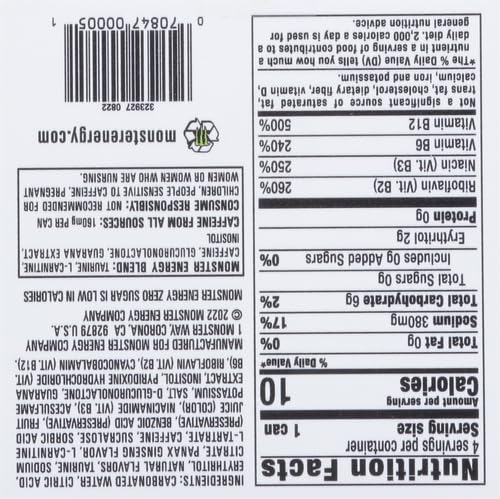 Nutrition Facts
4 servings per container
Serving size 1 can
Amount per serving
Calories 10
% Daily Value*
Total Fat 0g 0%
Sodium 380mg 17%
Total Carbohydrate 6g 2%
Total Sugars 0g
Includes 0g Added Sugars 0%
Erythritol 2g
Protein 0g
Riboflavin (Vit. B2) 260%
Niacin (Vit. B3) 250%
Vitamin B6 240%
Vitamin B12 500%
Not a significant source of saturated fat,
trans fat, cholesterol, dietary fiber, vitamin D,
calcium, iron and potassium.
*The % Daily Value (DV) tells you how much a
nutrient in a serving of food contributes to a
daily diet. 2,000 calories a day is used for
general nutrition advice.
INGREDIENTS: CARBONATED WATER, CITRIC ACID,
ERYTHRITOL, NATURAL FLAVORS, TAURINE, SODIUM
CITRATE, PANAX GINSENG FLAVOR, L-CARNITINE
L-TARTRATE, CAFFEINE, SUCRALOSE, SORBIC ACID
(PRESERVATIVE), BENZOIC ACID (PRESERVATIVE), FRUIT
JUICE (COLOR), NIACINAMIDE (VIT. B3), ACESULFAME
POTASSIUM, SALT, D-GLUCURONOLACTONE, GUARANA
EXTRACT, INOSITOL, PYRIDOXINE HYDROCHLORIDE (VIT.
B6), RIBOFLAVIN (VIT. B2), CYANOCOBALAMIN (VIT. B12).
MANUFACTURED FOR MONSTER ENERGY COMPANY
1 MONSTER WAY, CORONA, CA 92879 U.S.A.
© 2022 MONSTER ENERGY COMPANY
MONSTER ENERGY ZERO SUGAR IS LOW IN CALORIES
MONSTER ENERGY BLEND: TAURINE, L-CARNITINE,
CAFFEINE, GLUCURONOLACTONE, GUARANA EXTRACT,
INOSITOL
CAFFEINE FROM ALL SOURCES: 160mg PER CAN
CONSUME RESPONSIBLY: NOT RECOMMENDED FOR
CHILDREN, PEOPLE SENSITIVE TO CAFFEINE, PREGNANT
WOMEN OR WOMEN WHO ARE NURSING.
monsterenergy.com
323927 0822
0 70847 00005 1